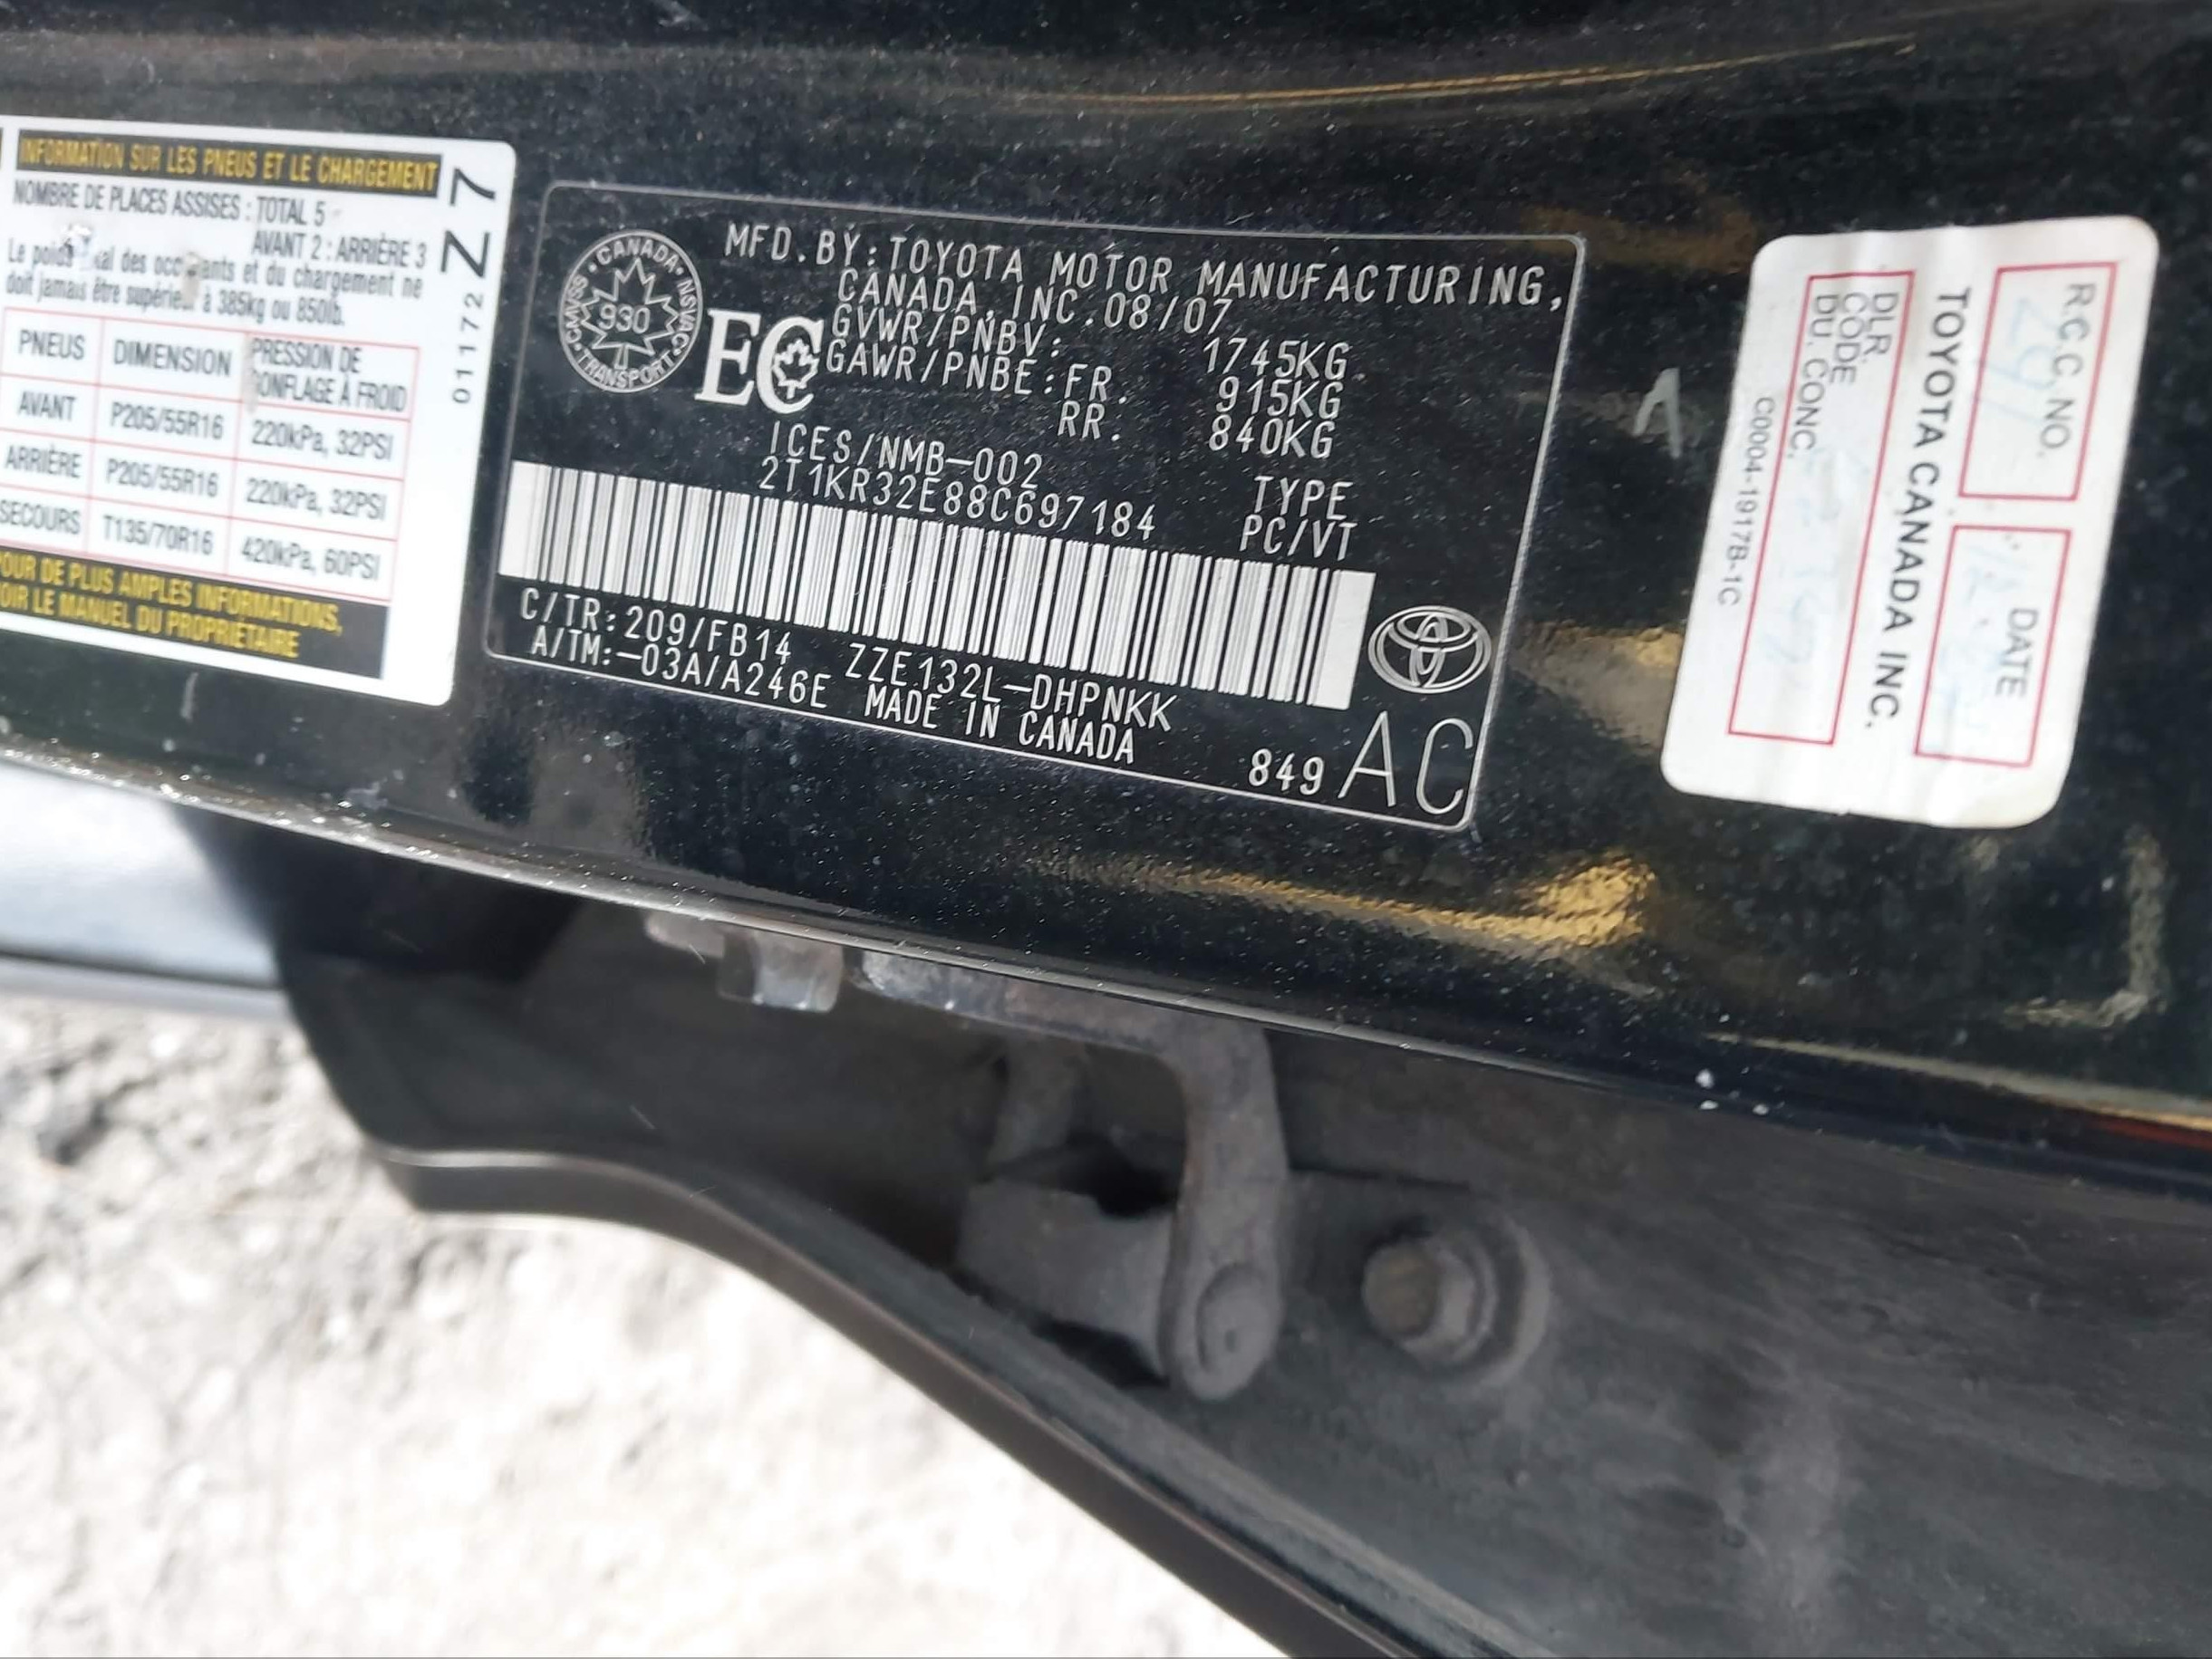 INFORMATION SUR LES PNEUS ET LE CHARGEMENT
NOMBRE DE PLACES ASSISES : TOTAL 5
AVANT 2 : ARRIÈRE 3
Le poids des et du chargement ne
doit jamais être à 385kg ou 850lb.
PNEUS DIMENSION PRESSION DE
GONFLAGE À FROID
AVANT P205/55R16 220kPa, 32PSI
ARRIÈRE P205/55R16 220kPa, 32PSI
SECOURS T135/70R16 420kPa, 60PSI
POUR DE PLUS AMPLES INFORMATIONS,
VOIR LE MANUEL DU PROPRIÉTAIRE
01172 Z7
CANADA
NSVAC
TRANSPORT
CMVSS
930
EC
MFD.BY:TOYOTA MOTOR MANUFACTURING,
CANADA, INC.08/07
GVWR/PNBV: 1745KG
GAWR/PNBE:FR. 915KG
RR. 840KG
ICES/NMB-002 TYPE
2T1KR32E88C697184 PC/VT
C/TR:209/FB14 ZZE132L-DHPNKK
A/TM:-03A/A246E MADE IN CANADA
849 AC
A
R.C.C. NO.
DATE
TOYOTA CANADA INC.
DLR.
CODE
DU. CONC.
C0004-1917B-1C